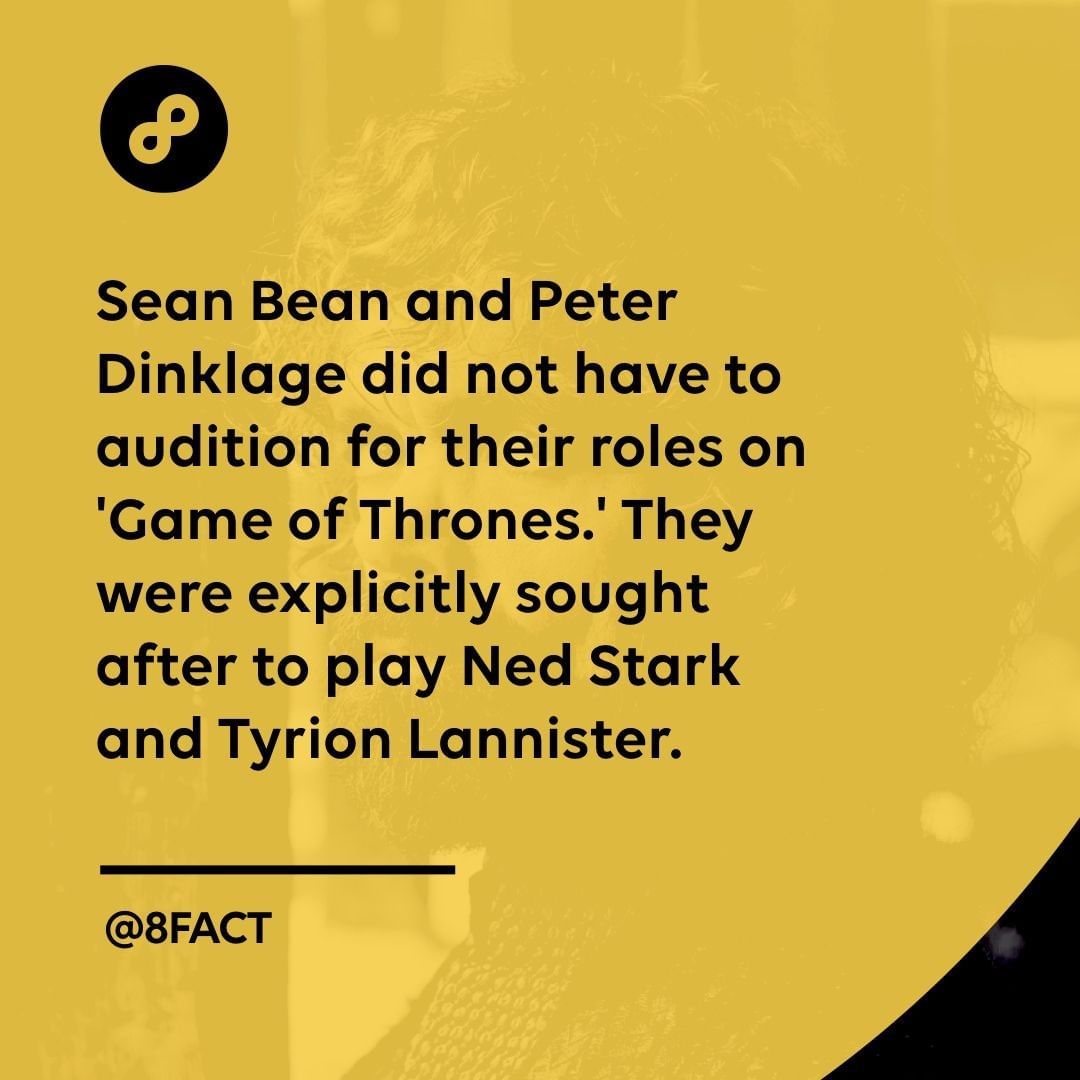 Sean Bean and Peter
Dinklage did not have to
audition for their roles on
'Game of Thrones.' They
were explicitly sought
after to play Ned Stark
and Tyrion Lannister.
@8FACT